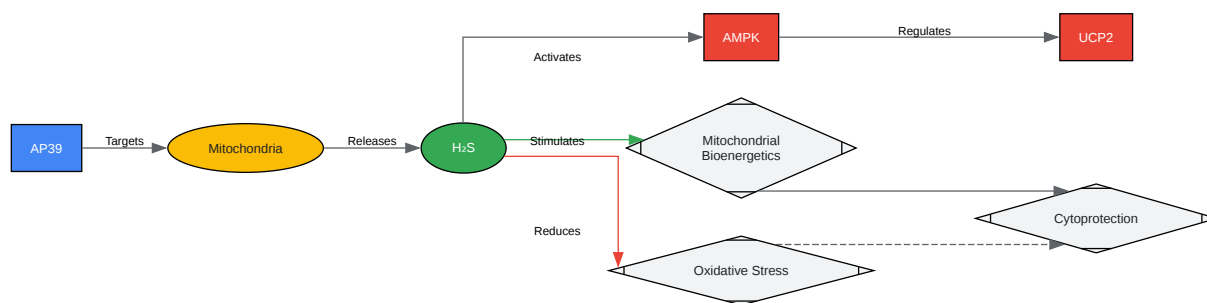 AMPK
Regulates
UCP2
Activates
AP39
Targets
Mitochondria
Releases
H₂S
Stimulates
Mitochondrial
Bioenergetics
Cytoprotection
Reduces
Oxidative Stress